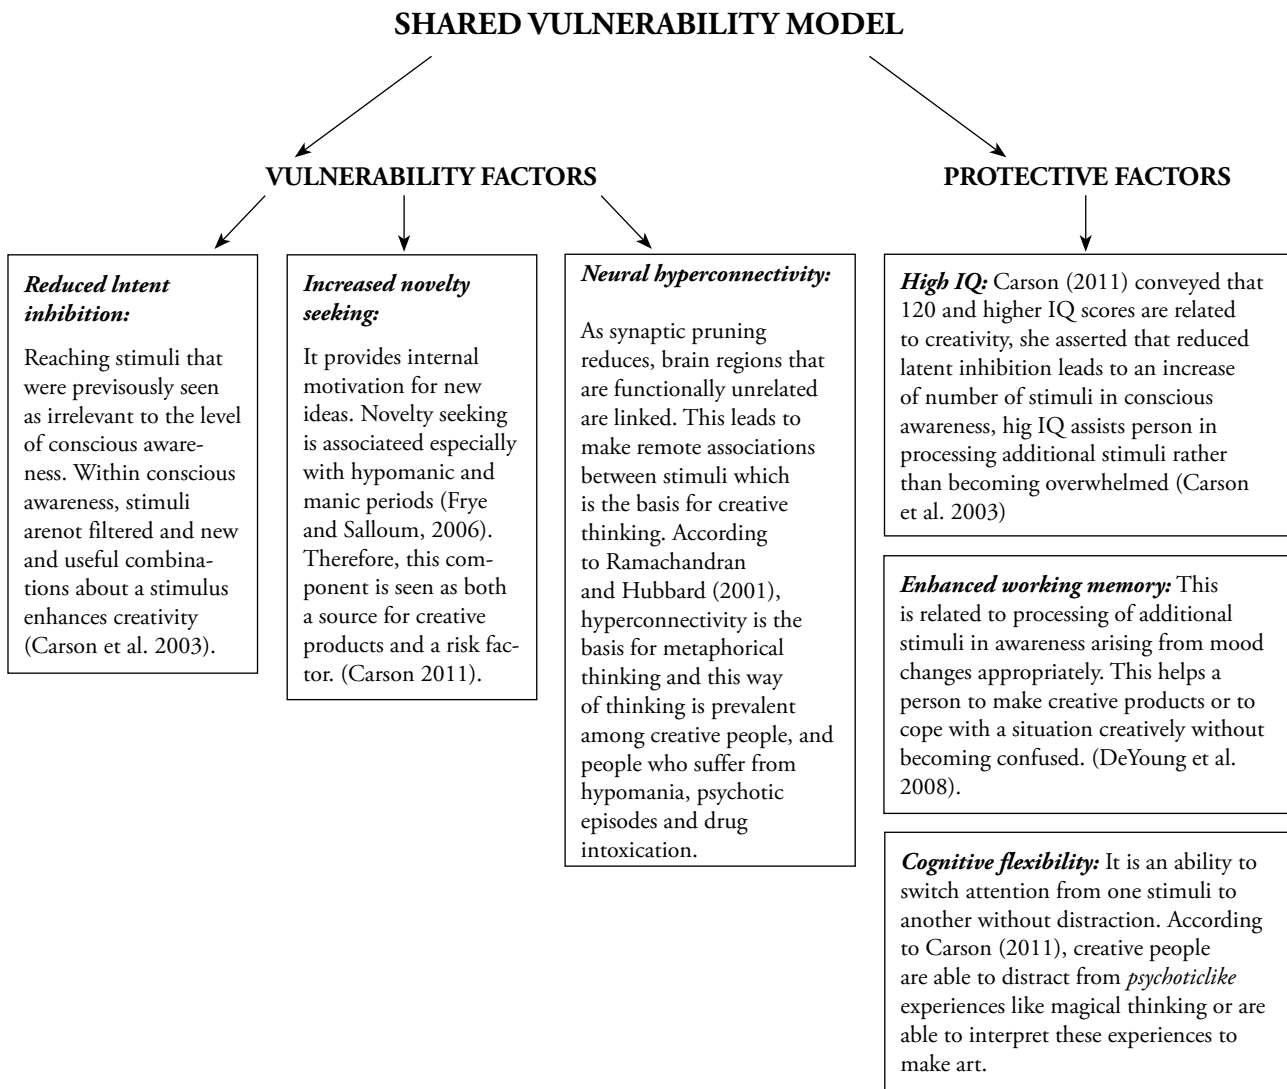 SHARED VULNERABILITY MODEL
VULNERABILITY FACTORS
PROTECTIVE FACTORS
Reduced lntent
inhibition:
Reaching stimuli that
were previsously seen
as irrelevant to the level
of conscious aware-
ness. Within conscious
awareness, stimuli
arenot filtered and new
and useful combina-
tions about a stimulus
enhances creativity
(Carson et al. 2003).
Increased novelty
seeking:
It provides internal
motivation for new
ideas. Novelty seeking
is associateed especially
with hypomanic and
manic periods (Frye
and Salloum, 2006).
Therefore, this com-
ponent is seen as both
a source for creative
products and a risk fac-
tor. (Carson 2011).
Neural hyperconnectivity:
As synaptic pruning
reduces, brain regions that
are functionally unrelated
are linked. This leads to
make remote associations
between stimuli which
is the basis for creative
thinking. According
to Ramachandran
and Hubbard (2001),
hyperconnectivity is the
basis for metaphorical
thinking and this way
of thinking is prevalent
among creative people, and
people who suffer from
hypomania, psychotic
episodes and drug
intoxication.
High IQ: Carson (2011) conveyed that
120 and higher IQ scores are related
to creativity, she asserted that reduced
latent inhibition leads to an increase
of number of stimuli in conscious
awareness, hig IQ assists person in
processing additional stimuli rather
than becoming overwhelmed (Carson
et al. 2003)
Enhanced working memory: This
is related to processing of additional
stimuli in awareness arising from mood
changes appropriately. This helps a
person to make creative products or to
cope with a situation creatively without
becoming confused. (DeYoung et al.
2008).
Cognitive flexibility: It is an ability to
switch attention from one stimuli to
another without distraction. According
to Carson (2011), creative people
are able to distract from psychoticlike
experiences like magical thinking or are
able to interpret these experiences to
make art.